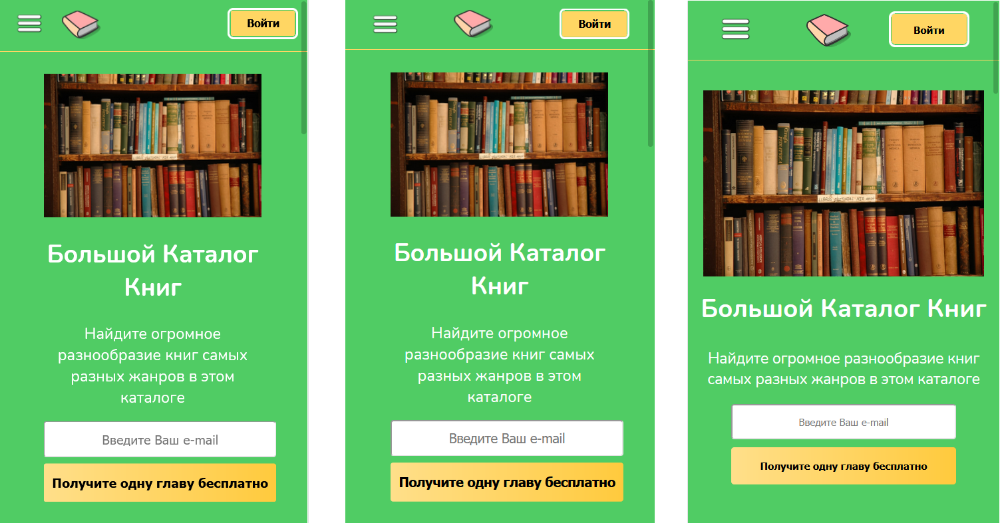 Войти
Большой Каталог
Книг
Найдите огромное
разнообразие книг самых
разных жанров в этом
каталоге
Введите Ваш e-mail
Получите одну главу бесплатно
Войти
Большой Каталог
Книг
Найдите огромное
разнообразие книг самых
разных жанров в этом
каталоге
Введите Ваш e-mail
Получите одну главу бесплатно
Войти
Большой Каталог Книг
Найдите огромное разнообразие книг
самых разных жанров в этом каталоге
Введите Ваш e-mail
Получите одну главу бесплатно